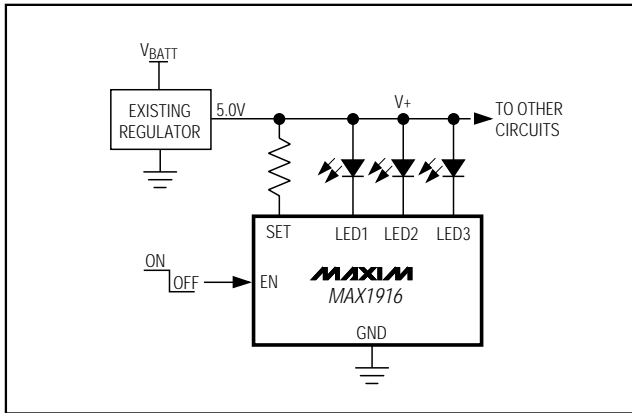 VBATT
EXISTING
REGULATOR
5.0V
V+
TO OTHER
CIRCUITS
SET
LED1
LED2
LED3
ON
OFF
EN
MAXIM
MAX1916
GND